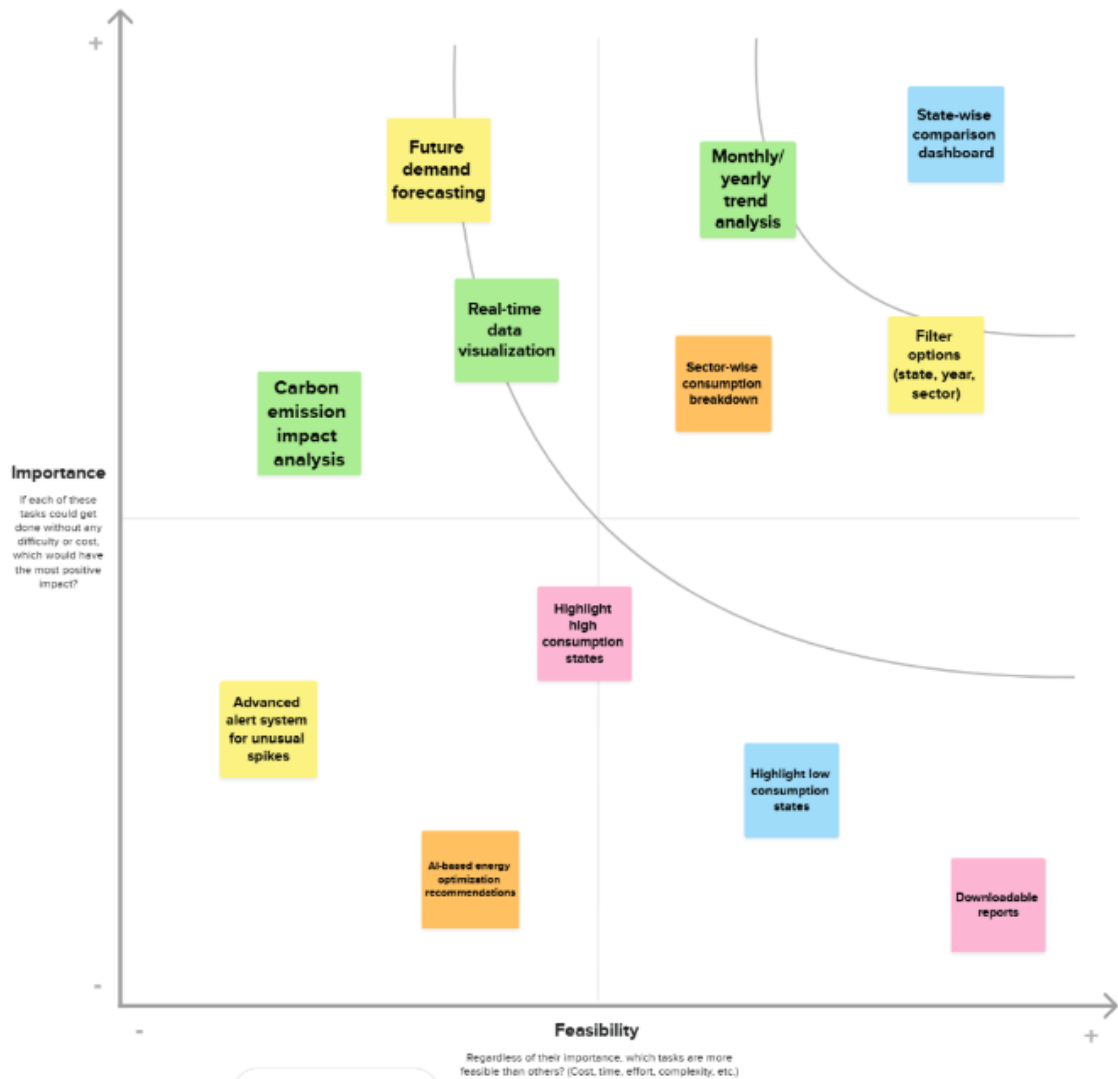 +
State-wise
comparison
dashboard
Future
demand
forecasting
Monthly/
yearly
trend
analysis
Real-time
data
visualization
Filter
options
(state, year,
sector)
Sector-wise
consumption
breakdown
Carbon
emission
impact
analysis
Importance
If each of these
tasks could get
done without any
difficulty or cost,
which would have
the most positive
impact?
Highlight
high
consumption
states
Advanced
alert system
for unusual
spikes
Highlight low
consumption
states
AI-based energy
optimization
recommendations
Downloadable
reports
-
-
Feasibility
+
Regardless of their importance, which tasks are more
feasible than others? (Cost, time, effort, complexity, etc.)